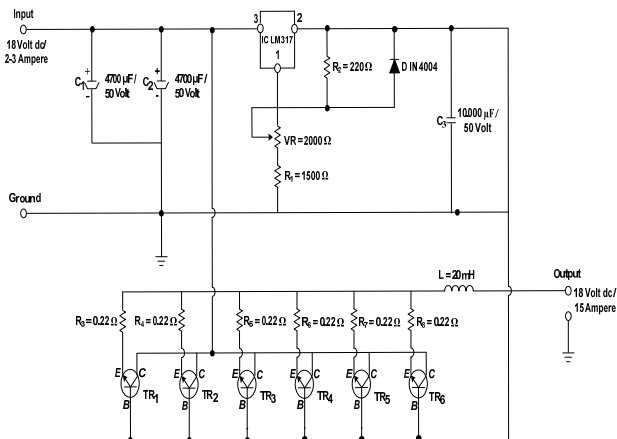 Input
18 Volt dc/
2-3 Ampere
C1
4700 µF/
50 Volt
C2
4700 µF/
50 Volt
3
2
IC LM317
1
R2 = 220 Ω
D IN4004
VR = 2000 Ω
R1 = 1500 Ω
C3
10.000 µF/
50 Volt
Ground
L = 20 mH
Output
18 Volt dc/
15 Ampere
R3 = 0.22 Ω
R4 = 0.22 Ω
R5 = 0.22 Ω
R6 = 0.22 Ω
R7 = 0.22 Ω
R8 = 0.22 Ω
E C
B
TR1
E C
B
TR2
E C
B
TR3
E C
B
TR4
E C
B
TR5
E C
B
TR6
+
-
+
-